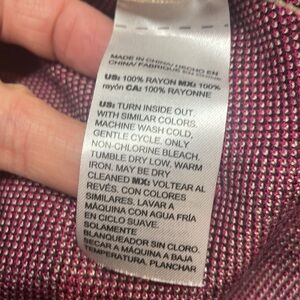 MADE IN CHINA/ HECHO EN
CHINA/ FABRIQUÉ EN CHINE
US: 100% RAYON MX: 100%
rayón CA: 100% RAYONNE
US: TURN INSIDE OUT.
WITH SIMILAR COLORS.
MACHINE WASH COLD,
GENTLE CYCLE. ONLY
NON-CHLORINE BLEACH.
TUMBLE DRY LOW. WARM
IRON. MAY BE DRY
CLEANED MX: VOLTEAR AL
REVÉS. CON COLORES
SIMILARES. LAVAR A
MÁQUINA CON AGUA FRÍA
EN CICLO SUAVE.
SOLAMENTE
BLANQUEADOR SIN CLORO.
SECAR A MÁQUINA A BAJA
TEMPERATURA. PLANCHAR